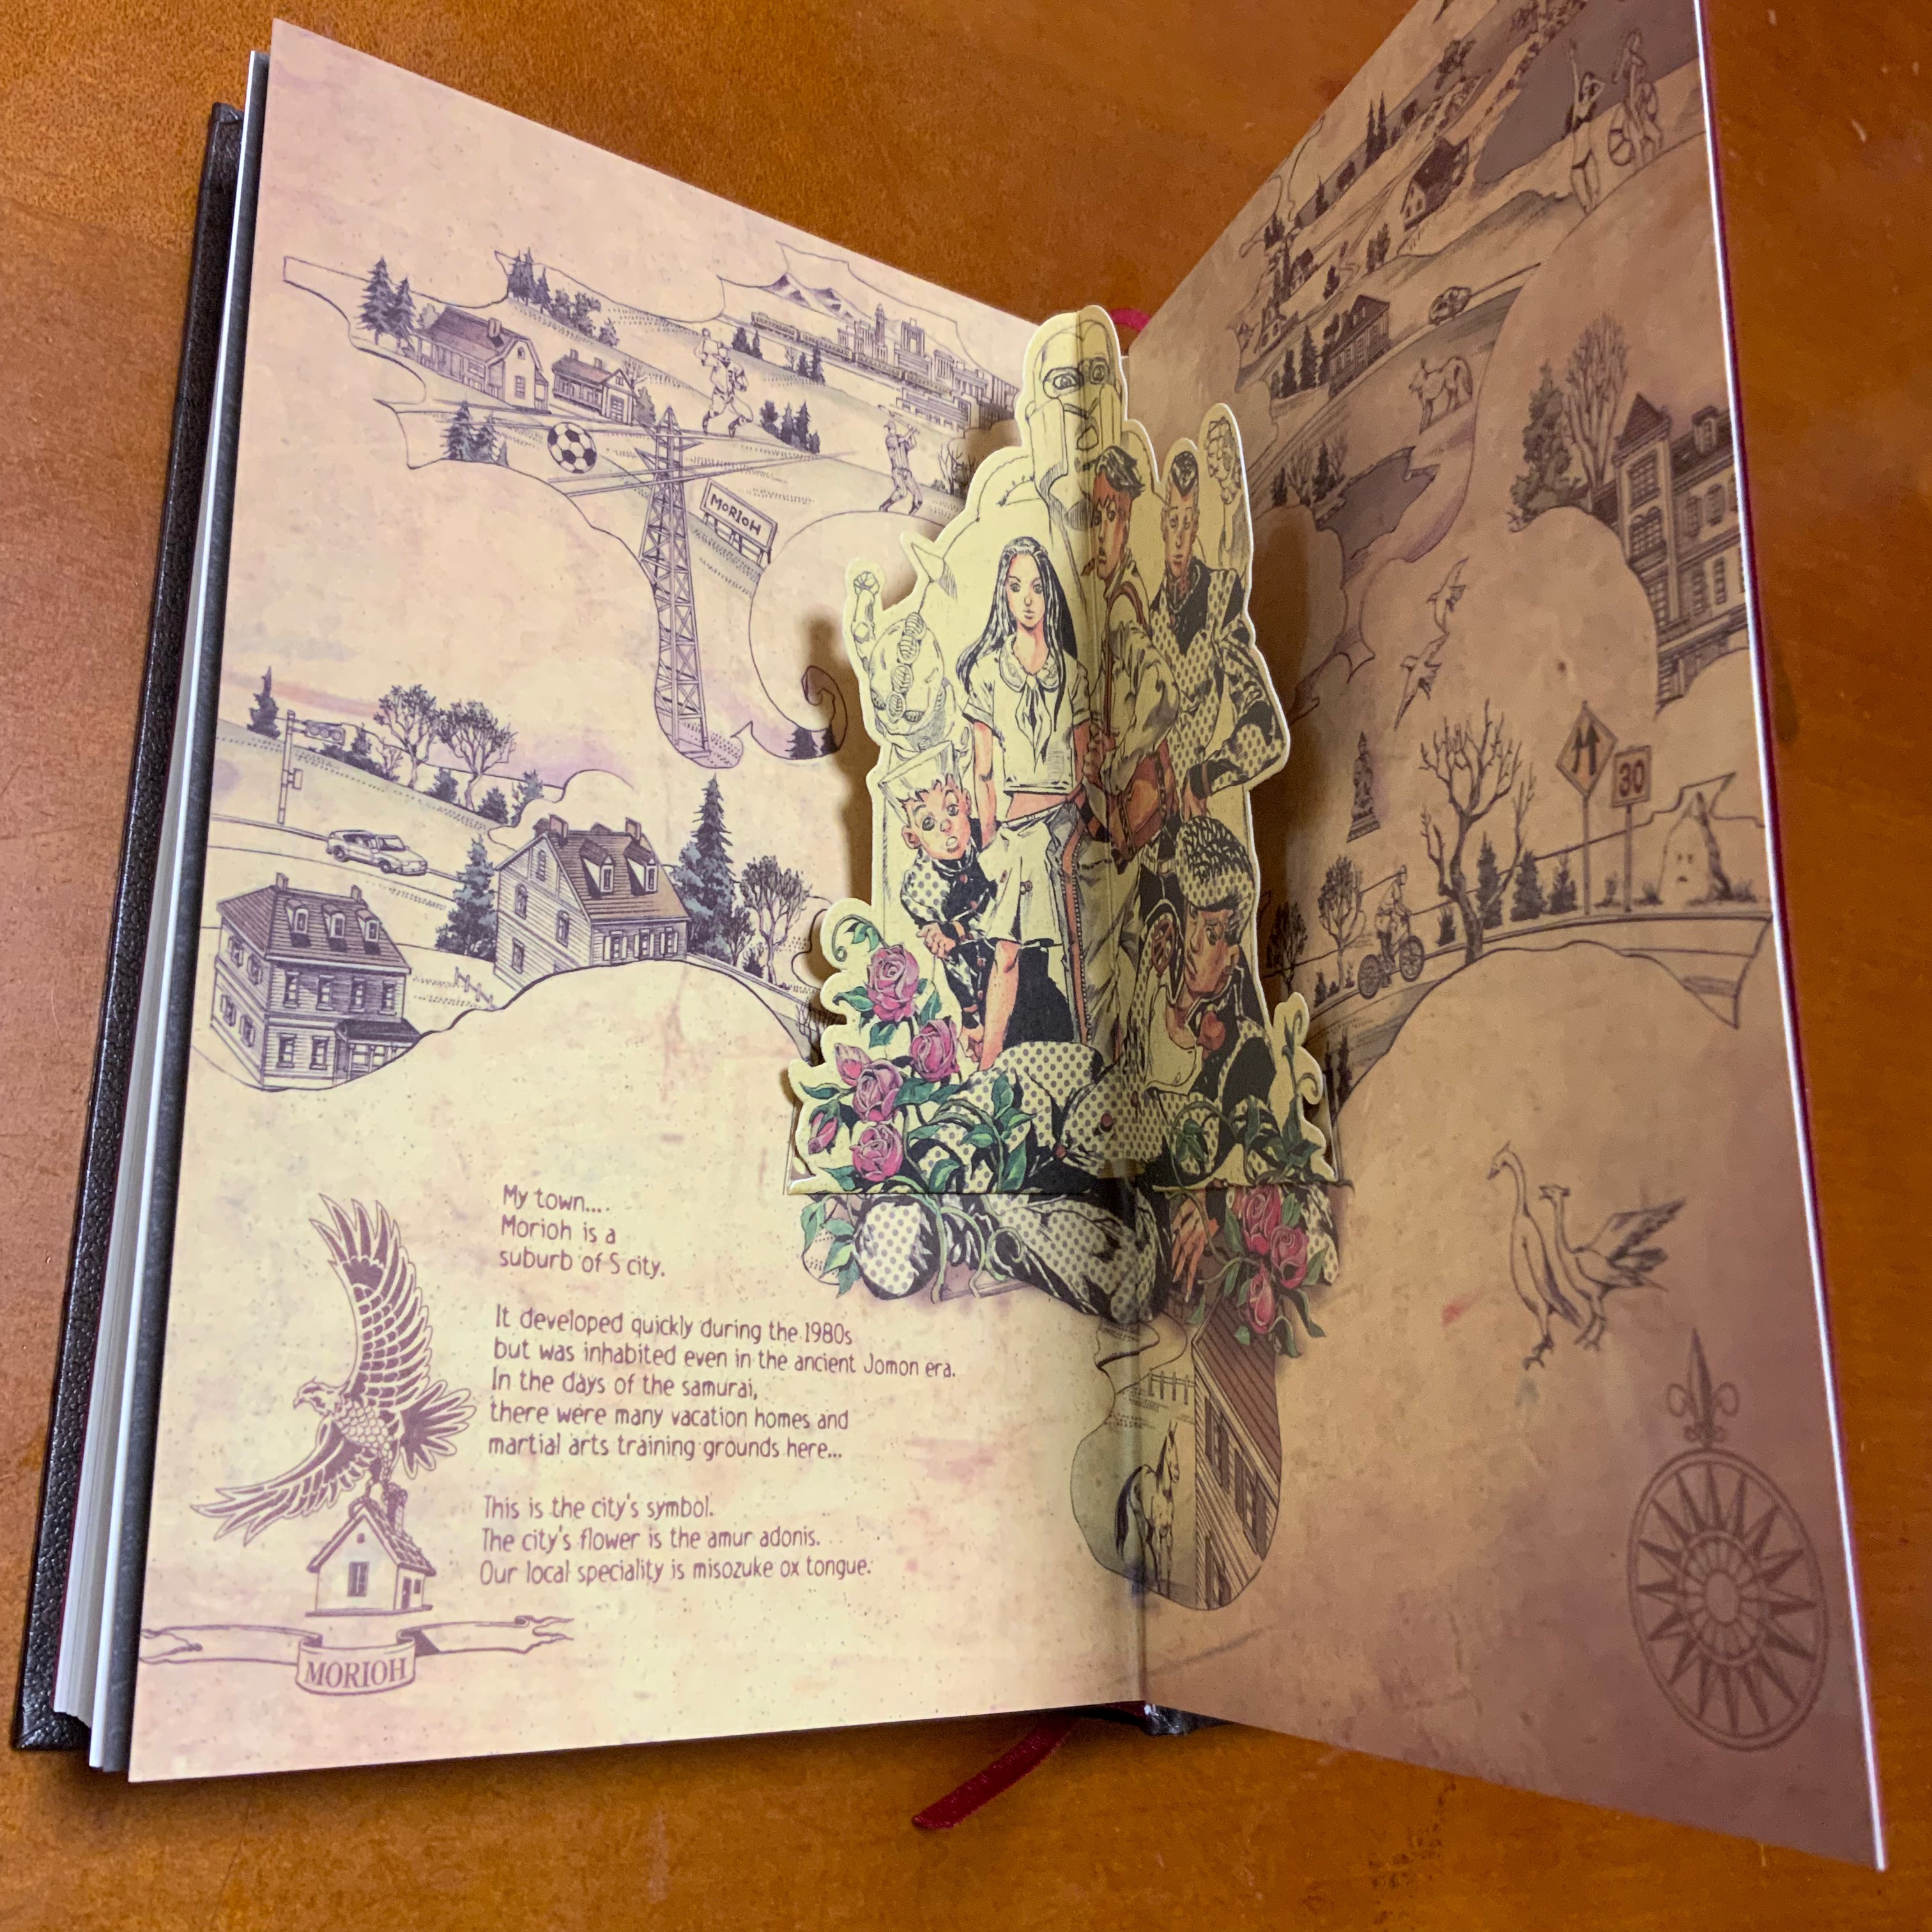 MORIOH
30
My town....
Morioh is a
suburb of S city.
It developed quickly during the 1980s
but was inhabited even in the ancient Jomon era.
In the days of the samurai,
there were many vacation homes and
martial arts training grounds here...
This is the city's symbol.
The city's flower is the amur adonis.
Our local speciality is misozuke ox tongue.
MORIOH